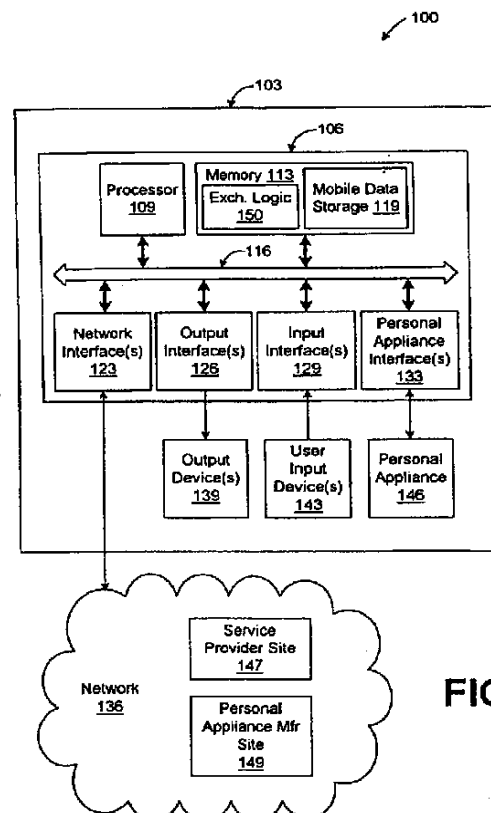 100
103
106
Processor
109
Memory 113
Exch. Logic
150
Mobile Data
Storage 119
116
Network
Interface(s)
123
Output
Interface(s)
126
Input
Interface(s)
129
Personal
Appliance
Interface(s)
133
Output
Device(s)
139
User
Input
Device(s)
143
Personal
Appliance
146
Network
136
Service
Provider Site
147
Personal
Appliance Mfr
Site
149
FIG